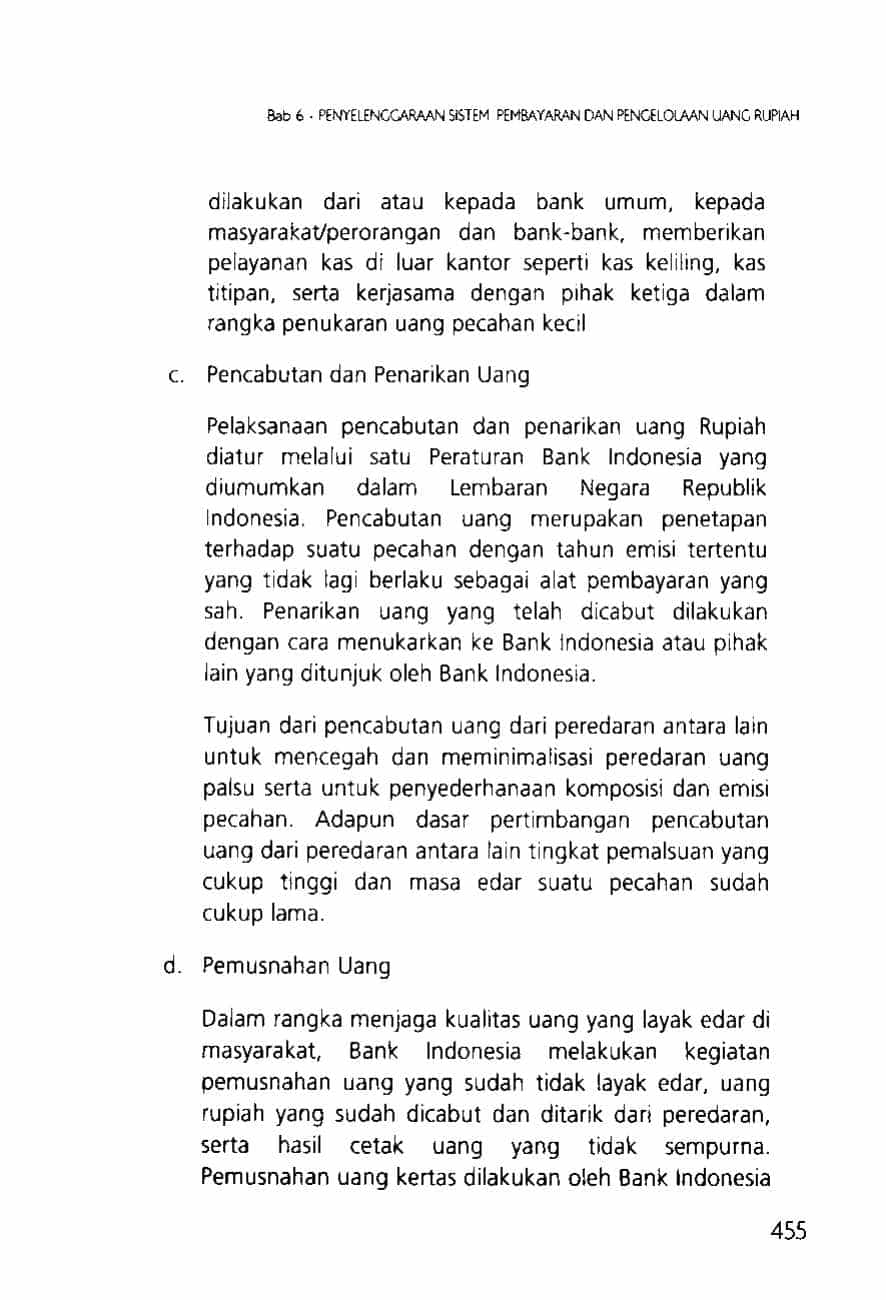 Bab 6 - PENYELENGGARAAN SISTEM PEMBAYARAN DAN PENGELOLAAN UANG RUPIAH
dilakukan dari atau kepada bank umum, kepada
masyarakat/perorangan dan bank-bank, memberikan
pelayanan kas di luar kantor seperti kas keliling, kas
titipan, serta kerjasama dengan pihak ketiga dalam
rangka penukaran uang pecahan kecil
c. Pencabutan dan Penarikan Uang
Pelaksanaan pencabutan dan penarikan uang Rupiah
diatur melalui satu Peraturan Bank Indonesia yang
diumumkan dalam Lembaran Negara Republik
Indonesia. Pencabutan uang merupakan penetapan
terhadap suatu pecahan dengan tahun emisi tertentu
yang tidak lagi berlaku sebagai alat pembayaran yang
sah. Penarikan uang yang telah dicabut dilakukan
dengan cara menukarkan ke Bank Indonesia atau pihak
lain yang ditunjuk oleh Bank Indonesia.
Tujuan dari pencabutan uang dari peredaran antara lain
untuk mencegah dan meminimalisasi peredaran uang
palsu serta untuk penyederhanaan komposisi dan emisi
pecahan. Adapun dasar pertimbangan pencabutan
uang dari peredaran antara lain tingkat pemalsuan yang
cukup tinggi dan masa edar suatu pecahan sudah
cukup lama.
d. Pemusnahan Uang
Dalam rangka menjaga kualitas uang yang layak edar di
masyarakat, Bank Indonesia melakukan kegiatan
pemusnahan uang yang sudah tidak layak edar, uang
rupiah yang sudah dicabut dan ditarik dari peredaran,
serta hasil cetak uang yang tidak sempurna.
Pemusnahan uang kertas dilakukan oleh Bank Indonesia
455